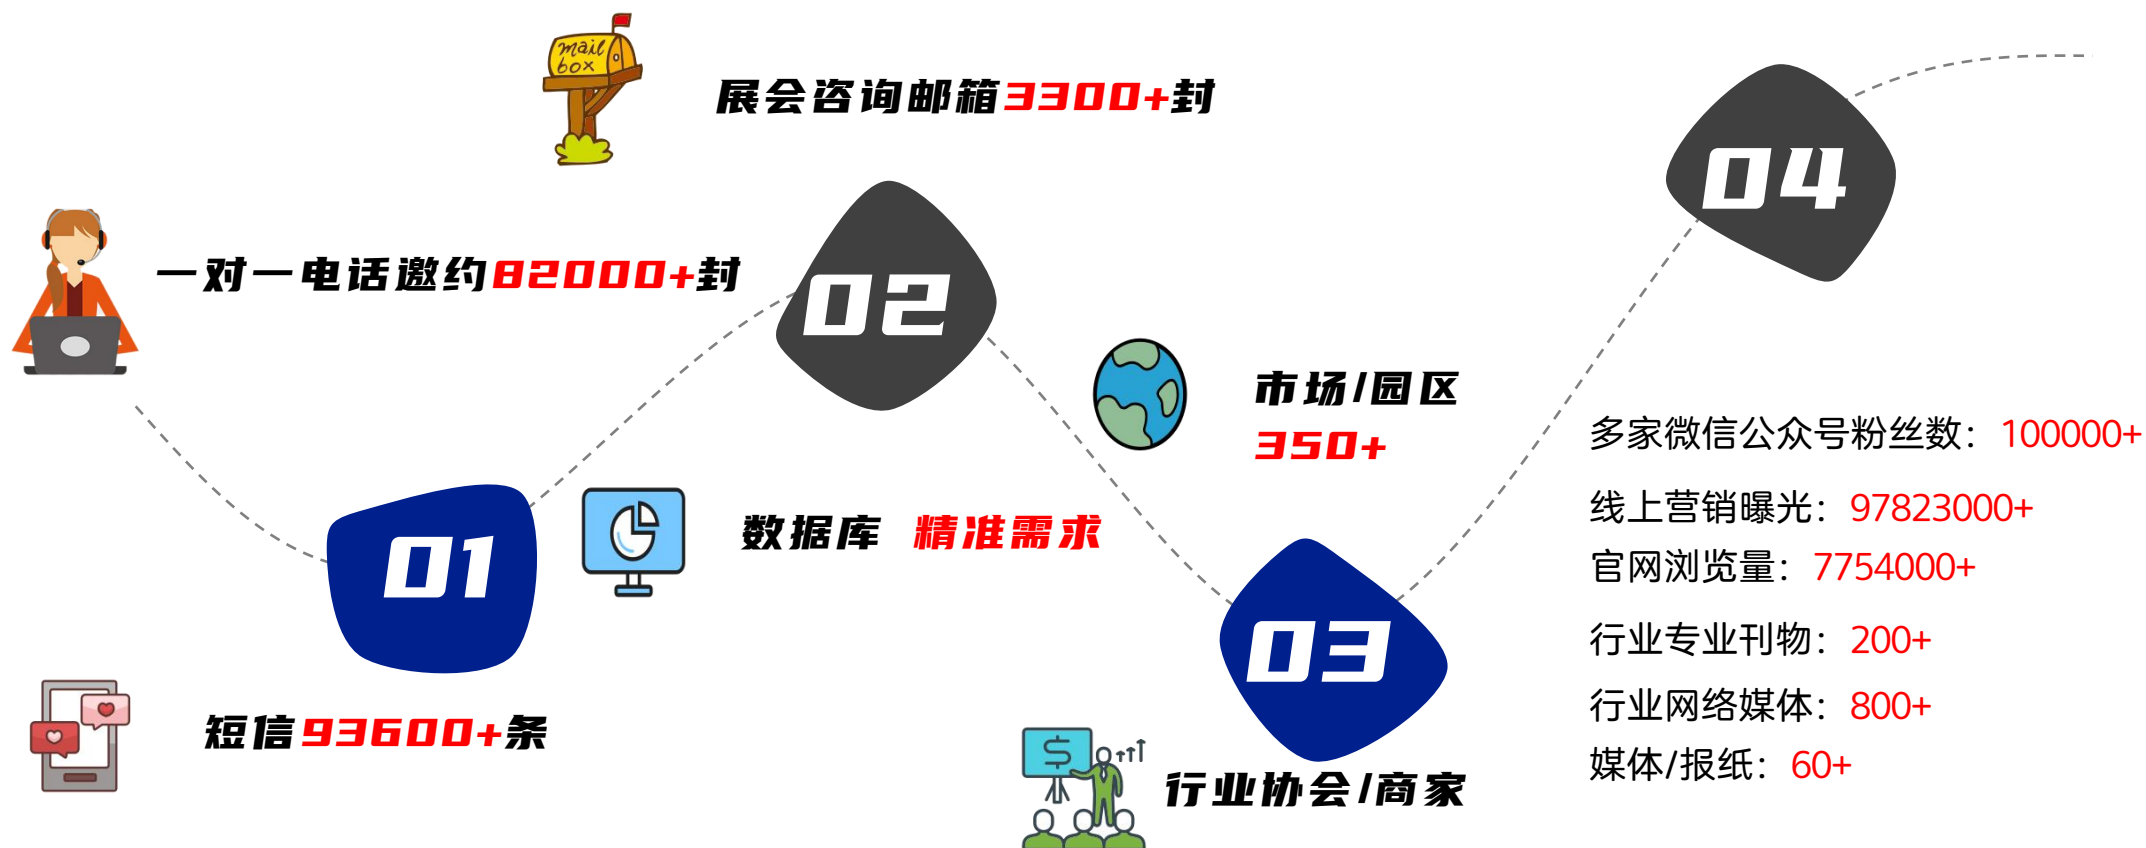 mail
box
展会咨询邮箱3300+封
一对一电话邀约82000+封
01
短信93600+条
02
数据库 精准需求
市场/园区
350+
03
行业协会/商家
04
多家微信公众号粉丝数：100000+
线上营销曝光：97823000+
官网浏览量：7754000+
行业专业刊物：200+
行业网络媒体：800+
媒体/报纸：60+